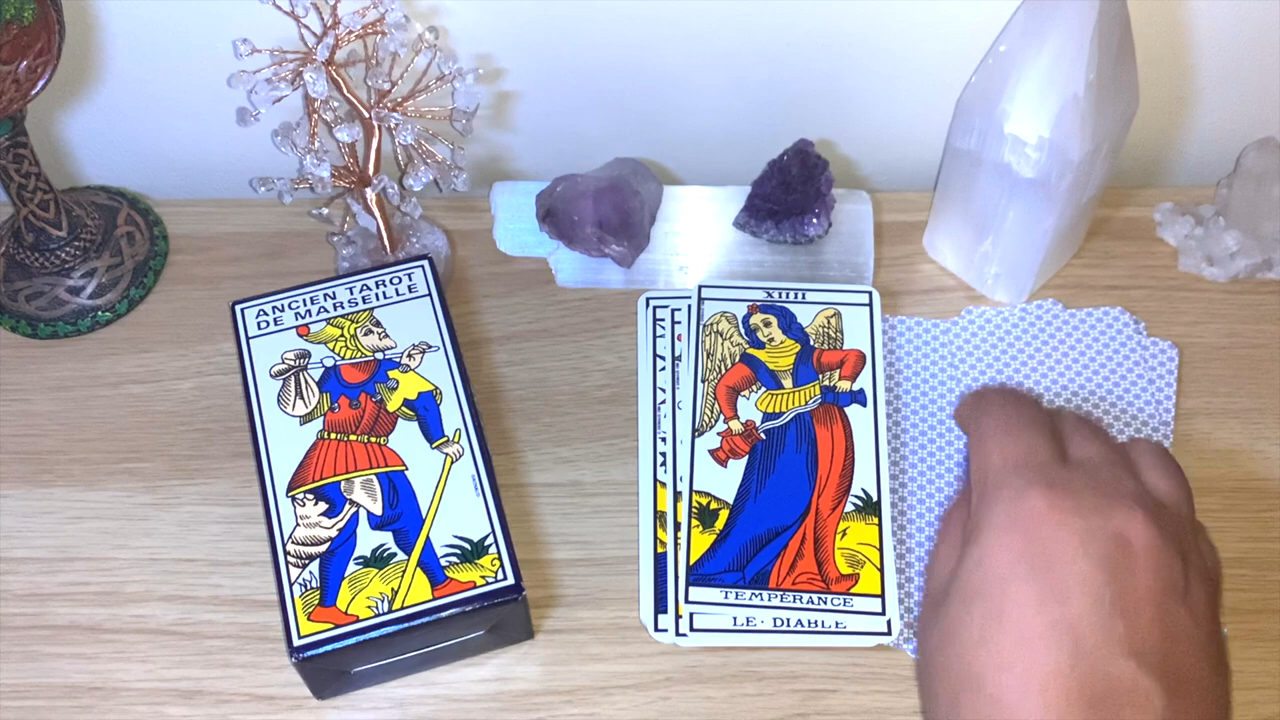 ANCIEN TAROT
DE MARSEILLE
XIIII
TEMPÉRANCE
LE · DIABLE